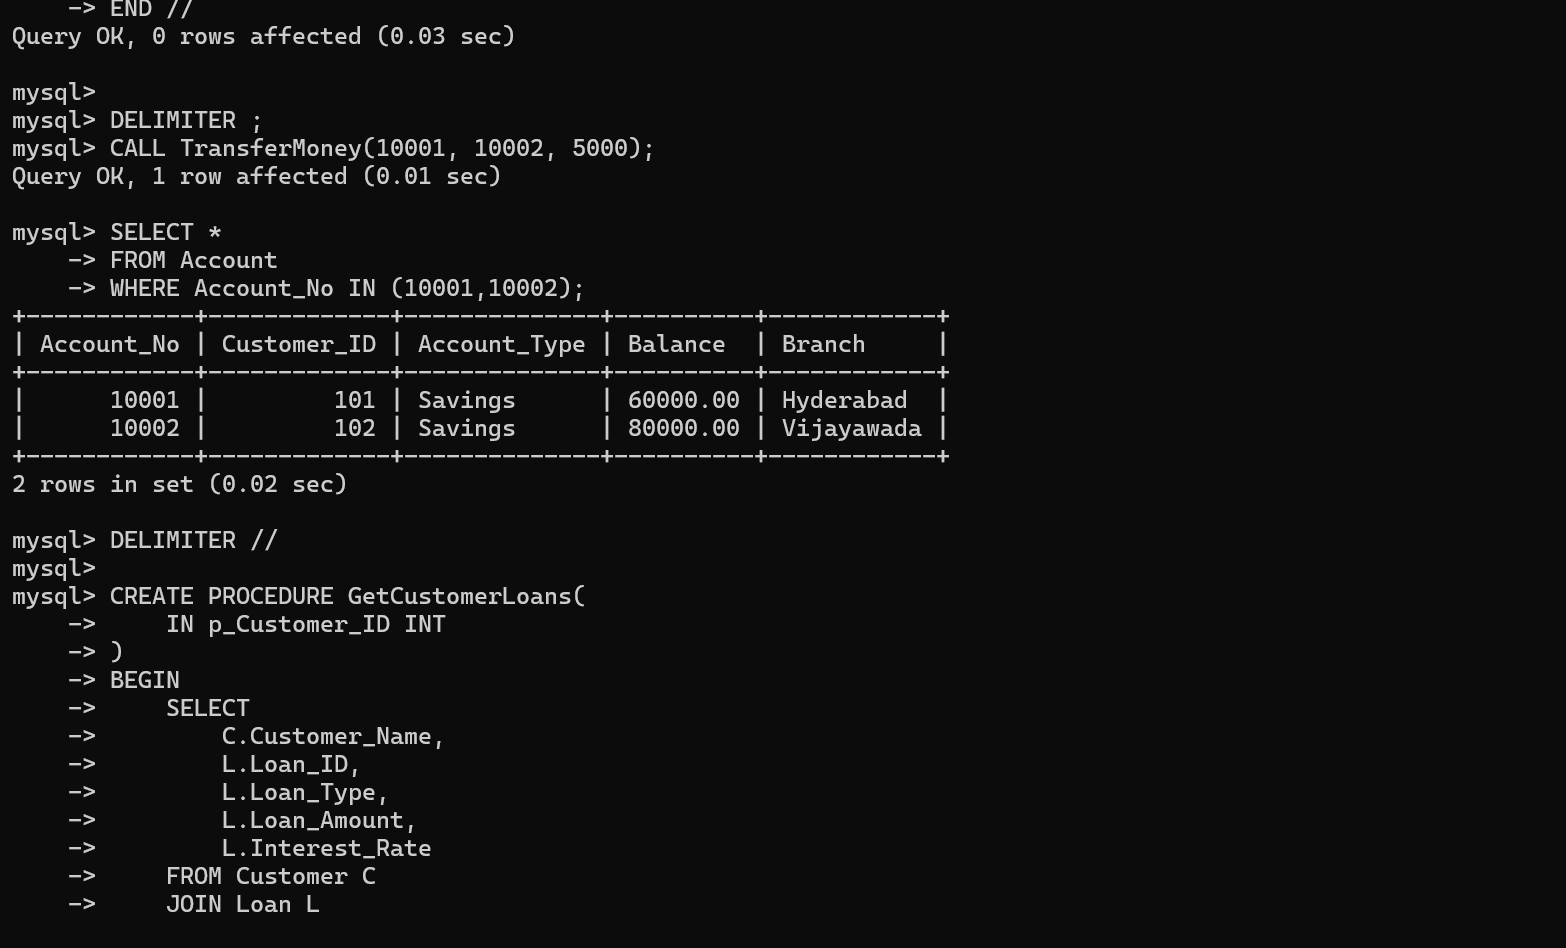 -> END //
Query OK, 0 rows affected (0.03 sec)

mysql>
mysql> DELIMITER ;
mysql> CALL TransferMoney(10001, 10002, 5000);
Query OK, 1 row affected (0.01 sec)

mysql> SELECT *
    -> FROM Account
    -> WHERE Account_No IN (10001,10002);
+------------+-------------+--------------+----------+------------+
| Account_No | Customer_ID | Account_Type | Balance  | Branch     |
+------------+-------------+--------------+----------+------------+
|      10001 |         101 | Savings      | 60000.00 | Hyderabad  |
|      10002 |         102 | Savings      | 80000.00 | Vijayawada |
+------------+-------------+--------------+----------+------------+
2 rows in set (0.02 sec)

mysql> DELIMITER //
mysql>
mysql> CREATE PROCEDURE GetCustomerLoans(
    ->     IN p_Customer_ID INT
    -> )
    -> BEGIN
    ->     SELECT
    ->         C.Customer_Name,
    ->         L.Loan_ID,
    ->         L.Loan_Type,
    ->         L.Loan_Amount,
    ->         L.Interest_Rate
    ->     FROM Customer C
    ->     JOIN Loan L